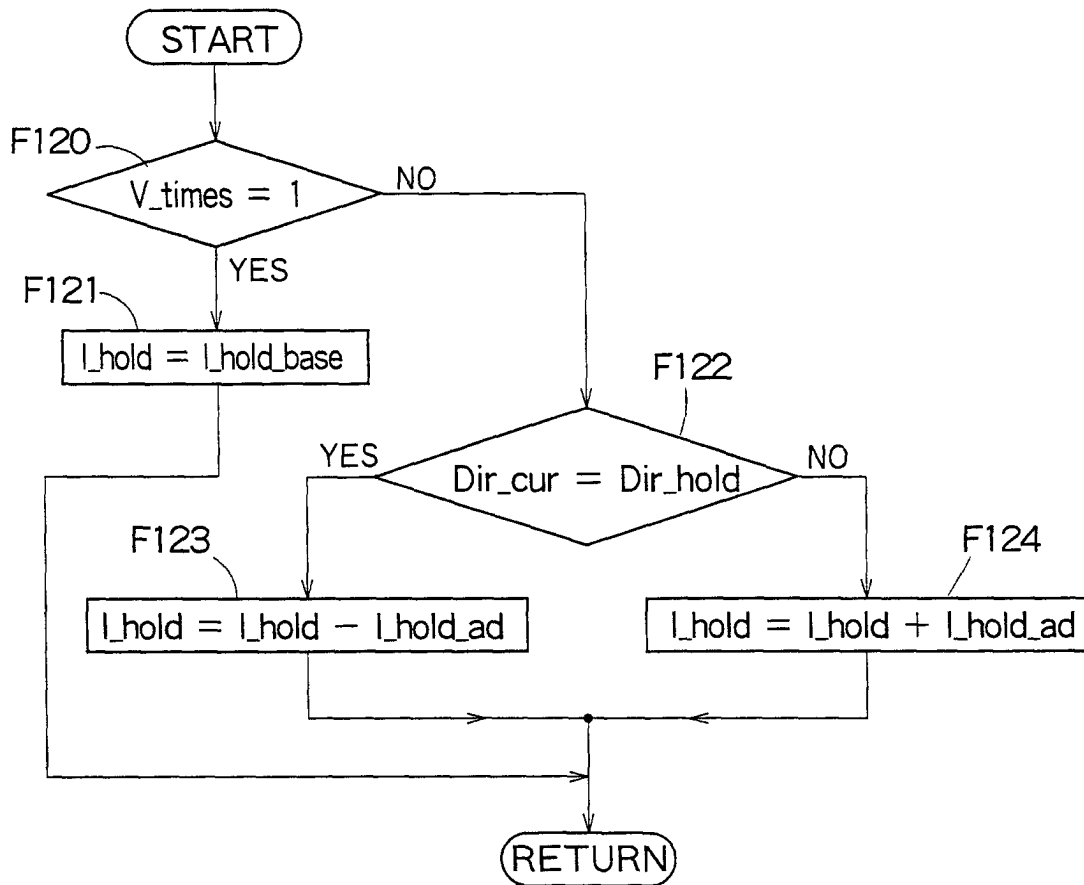 START
F120
V_times = 1
NO
YES
F121
I_hold = I_hold_base
F122
YES
Dir_cur = Dir_hold
NO
F123
F124
I_hold = I_hold - I_hold_ad
I_hold = I_hold + I_hold_ad
RETURN